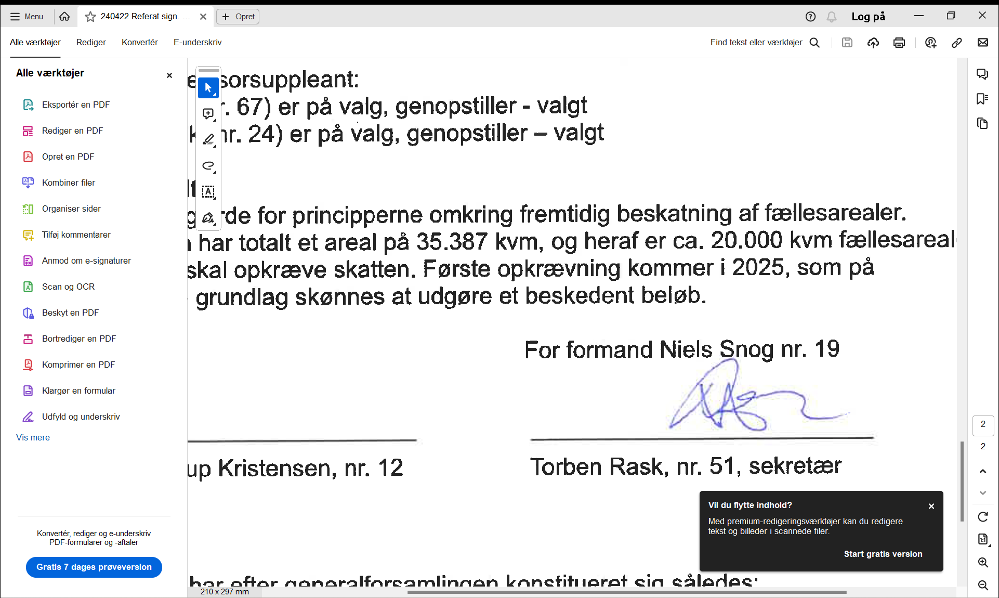 Menu
240422 Referat sign. ...
Opret
Log på
Alle værktøjer
Rediger
Konvertér
E-underskriv
Find tekst eller værktøjer
Alle værktøjer
Eksportér en PDF
Rediger en PDF
Opret en PDF
Kombiner filer
Organiser sider
Tilføj kommentarer
Anmod om e-signaturer
Scan og OCR
Beskyt en PDF
Bortrediger en PDF
Komprimer en PDF
Klargør en formular
Udfyld og underskriv
Vis mere
Konvertér, rediger og e-underskriv
PDF-formularer og -aftaler
Gratis 7 dages prøveversion
sorsuppleant:
r. 67) er på valg, genopstiller - valgt
nr. 24) er på valg, genopstiller – valgt
rde for principperne omkring fremtidig beskatning af fællesarealer.
har totalt et areal på 35.387 kvm, og heraf er ca. 20.000 kvm fællesareal
skal opkræve skatten. Første opkrævning kommer i 2025, som på
grundlag skønnes at udgøre et beskedent beløb.
For formand Niels Snog nr. 19
up Kristensen, nr. 12
Torben Rask, nr. 51, sekretær
har efter generalforsamlingen konstitueret sig således:
210 x 297 mm
Vil du flytte indhold?
Med premium-redigeringsværktøjer kan du redigere
tekst og billeder i scannede filer.
Start gratis version
2
2